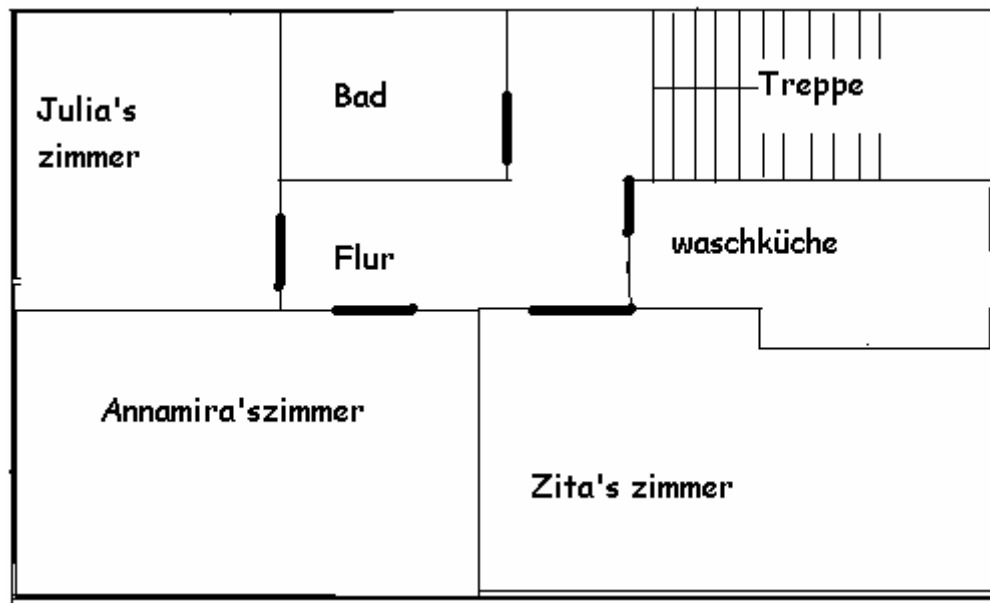 Julia's
zimmer
Bad
Treppe
Flur
waschküche
Annamira'szimmer
Zita's zimmer